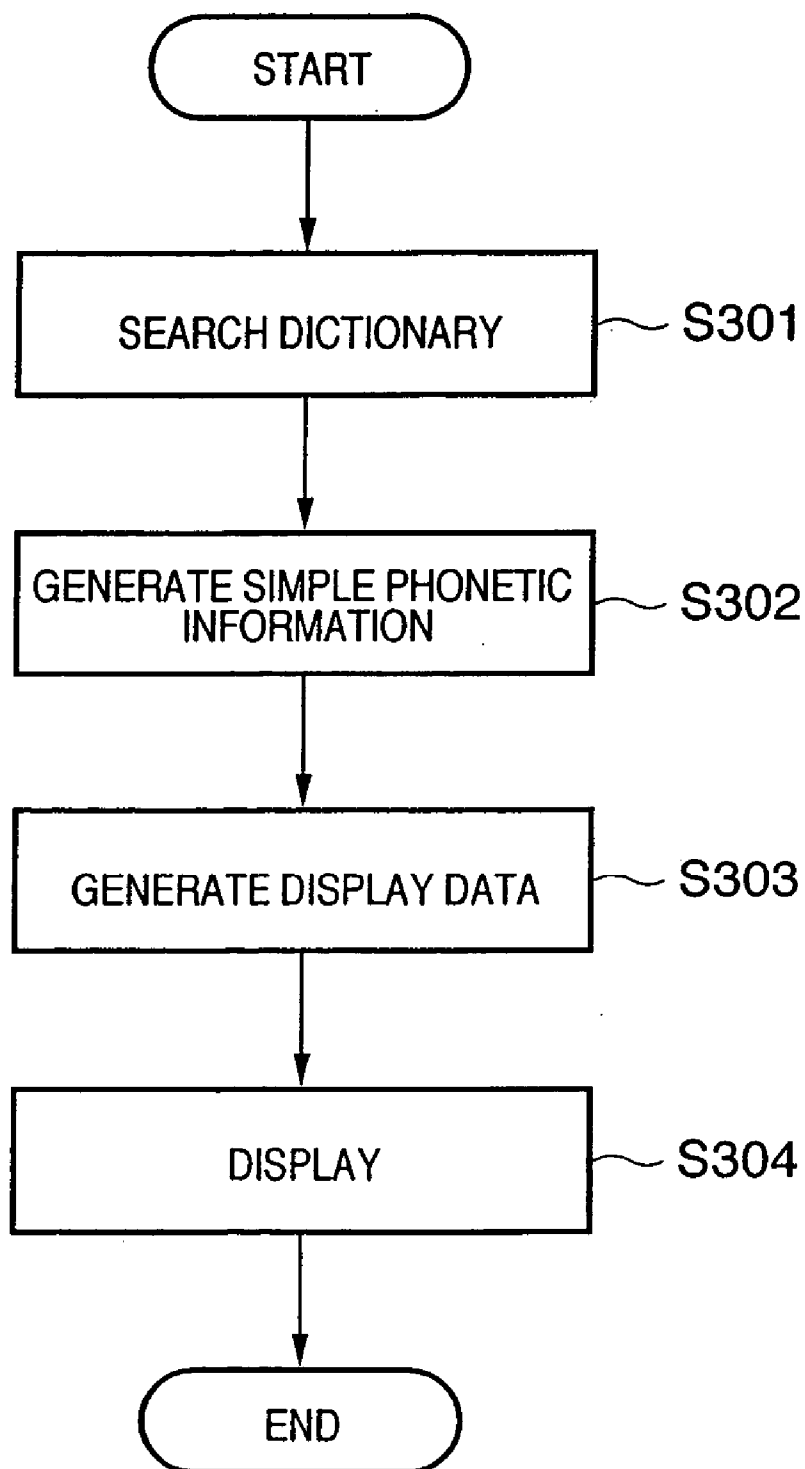 START
SEARCH DICTIONARY
S301
GENERATE SIMPLE PHONETIC
INFORMATION
S302
GENERATE DISPLAY DATA
S303
DISPLAY
S304
END